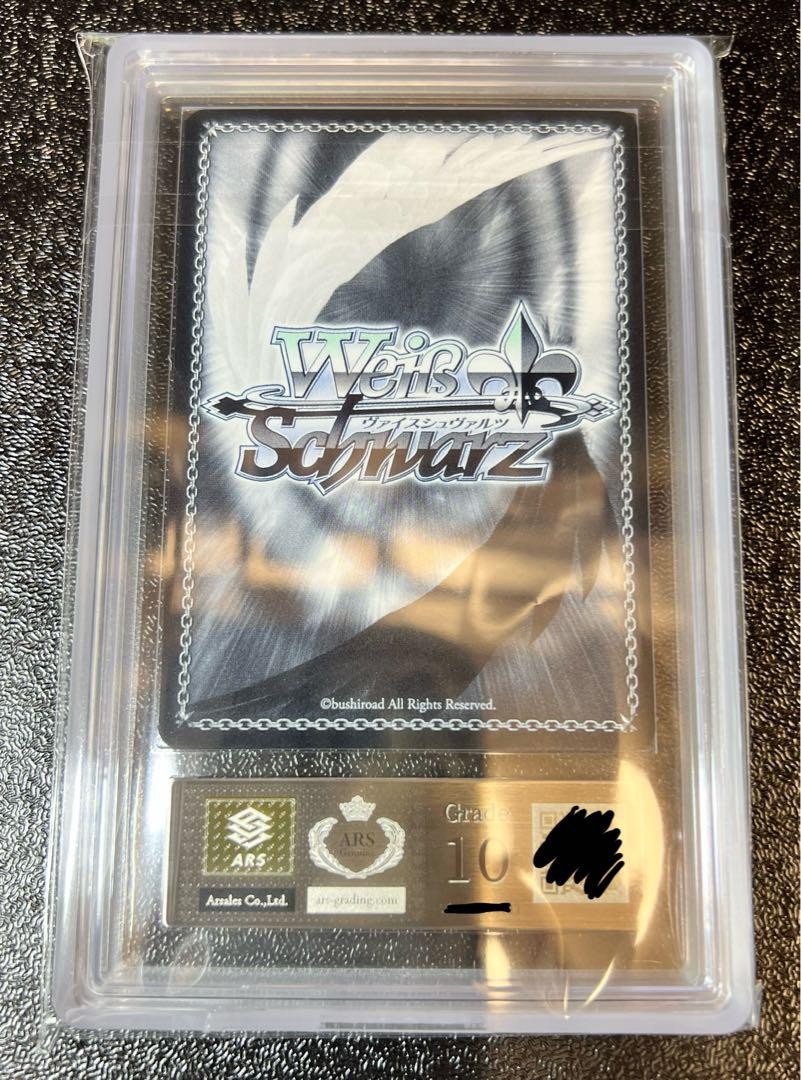 Weiß
ヴァイスシュヴァルツ
Schwarz
©bushiroad All Rights Reserved.
ARS
Arsales Co.,Ltd.
ARS
Genuine
ars-grading.com
Grade
10